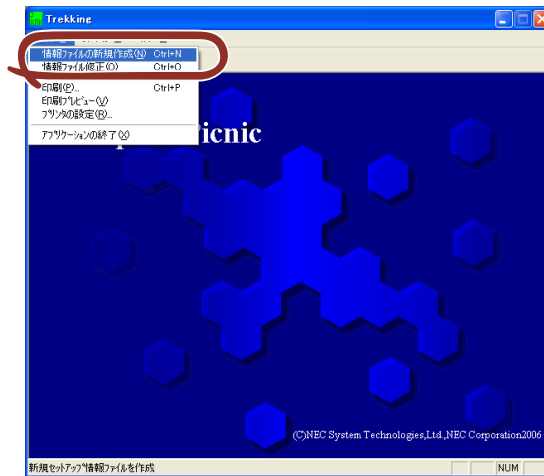 Trekking
情報ファイルの新規作成(N) Ctrl+N
情報ファイル修正(O) Ctrl+O
印刷(P)... Ctrl+P
印刷プレビュー(V)
プリンタの設定(R)...
アプリケーションの終了(X)
icnic
(C)NEC System Technologies,Ltd.,NEC Corporation2006
新規セットアップ情報ファイルを作成
NUM